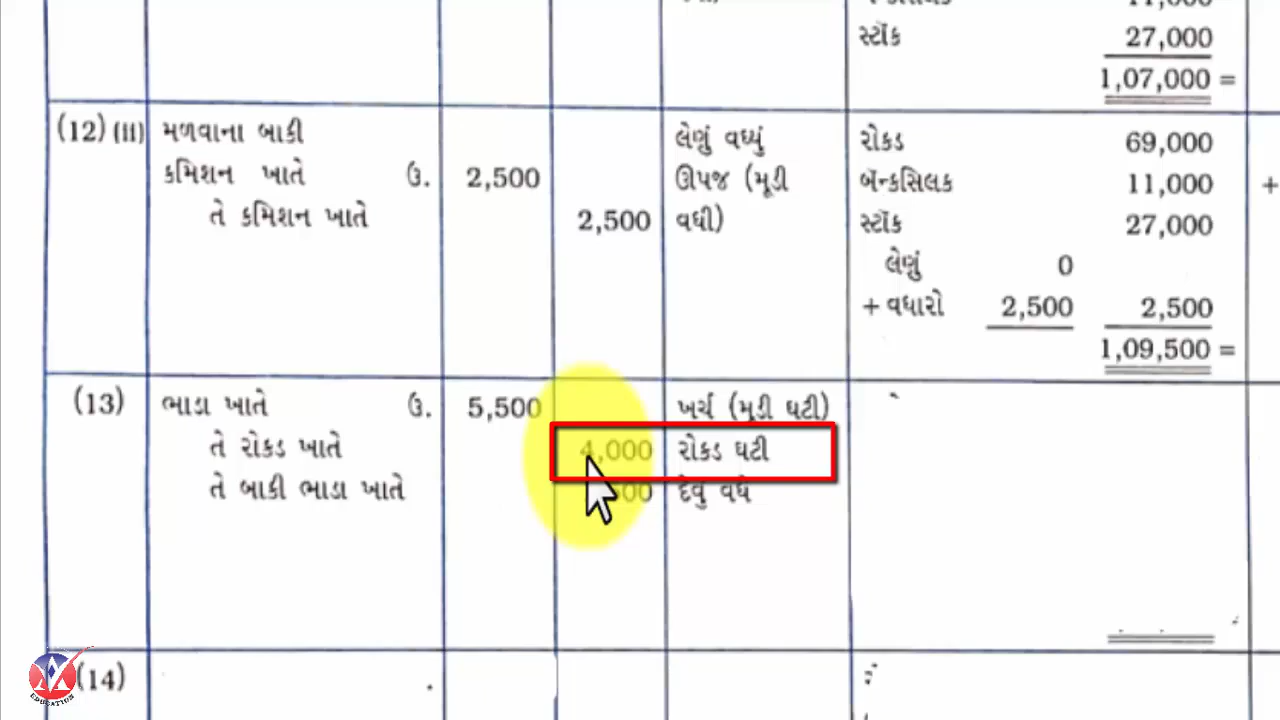 સ્ટૉક 27,000
1,07,000 =
(12) (ii) મળવાના બાકી લેણું વધ્યું રોકડ 69,000
કમિશન ખાતે ઉ. 2,500 ઊપજ (મૂડી બૅન્કસિલક 11,000 +
તે કમિશન ખાતે 2,500 વધી) સ્ટૉક 27,000
લેણું 0
+ વધારો 2,500 2,500
1,09,500 =
(13) ભાડા ખાતે ઉ. 5,500 ખર્ચ (મૂડી ઘટી)
તે રોકડ ખાતે 4,000 રોકડ ઘટી
તે બાકી ભાડા ખાતે દેવું વધે
(14)
EDUCATION